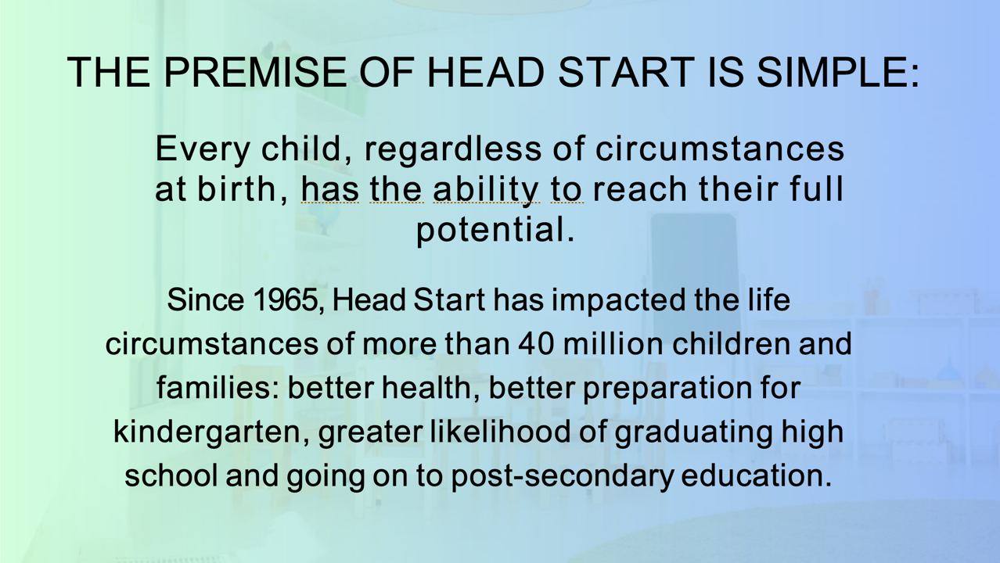 THE PREMISE OF HEAD START IS SIMPLE:
Every child, regardless of circumstances
at birth, has the ability to reach their full
potential.
Since 1965, Head Start has impacted the life
circumstances of more than 40 million children and
families: better health, better preparation for
kindergarten, greater likelihood of graduating high
school and going on to post-secondary education.